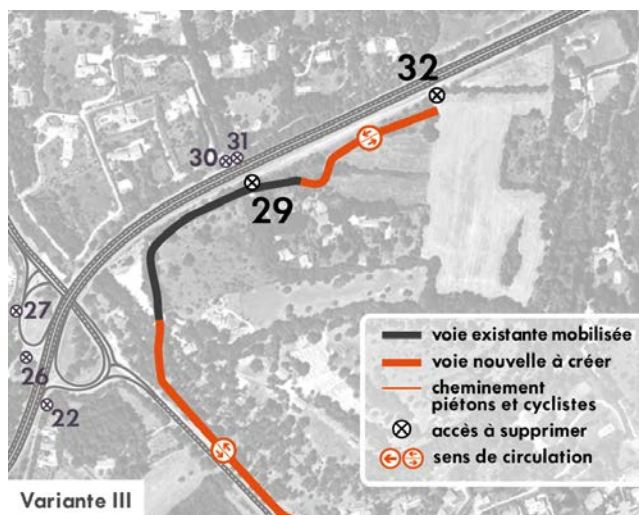 32
31
30
29
27
26
22
voie existante mobilisée
voie nouvelle à créer
cheminement
piétons et cyclistes
accès à supprimer
sens de circulation
Variante III